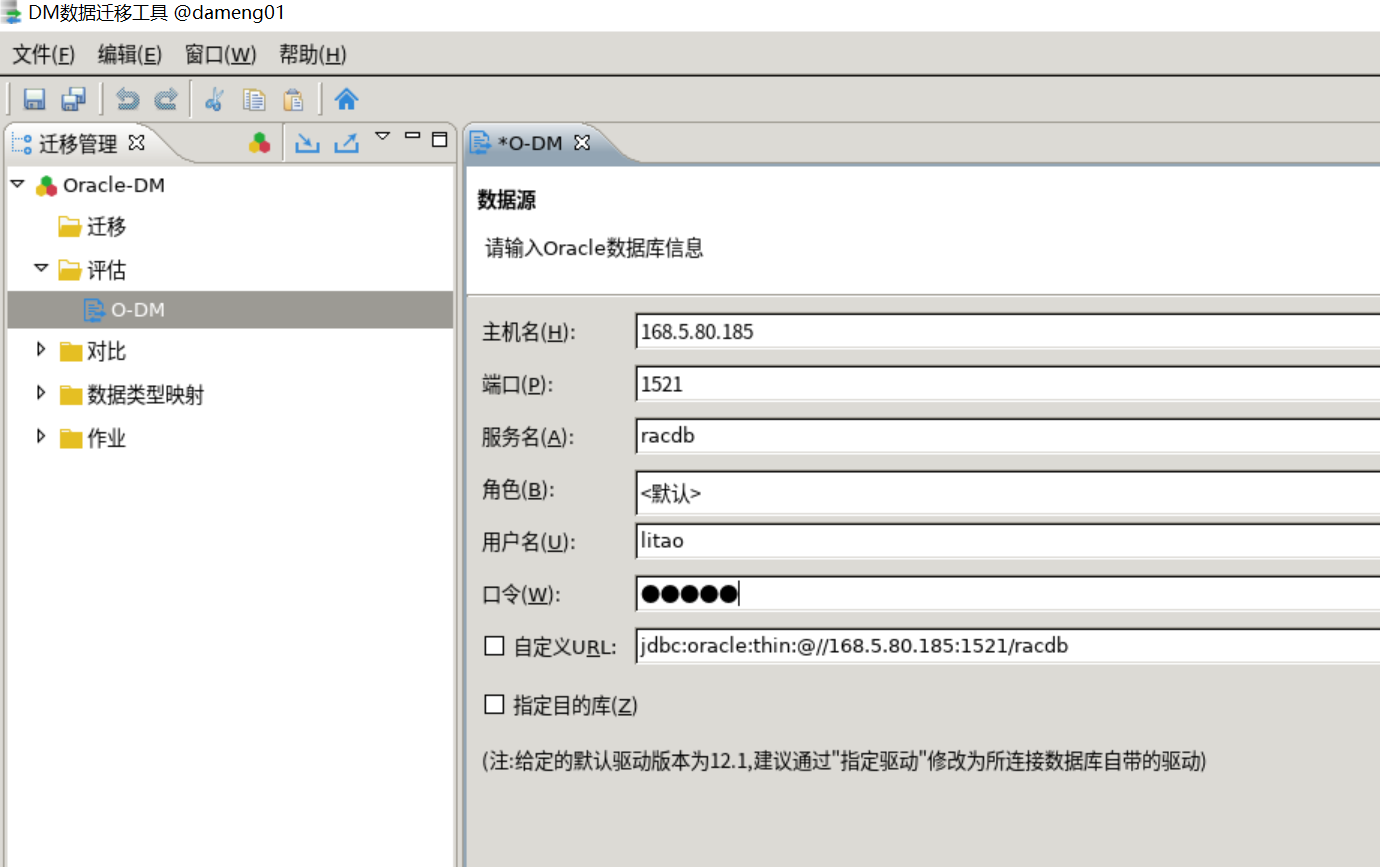 DM数据迁移工具 @dameng01
文件(F) 编辑(E) 窗口(W) 帮助(H)
迁移管理
*O-DM
Oracle-DM
迁移
评估
O-DM
对比
数据类型映射
作业
数据源
请输入Oracle数据库信息
主机名(H): 168.5.80.185
端口(P): 1521
服务名(A): racdb
角色(B): <默认>
用户名(U): litao
口令(W): ●●●●●
自定义URL: jdbc:oracle:thin:@//168.5.80.185:1521/racdb
指定目的库(Z)
(注:给定的默认驱动版本为12.1,建议通过"指定驱动"修改为所连接数据库自带的驱动)